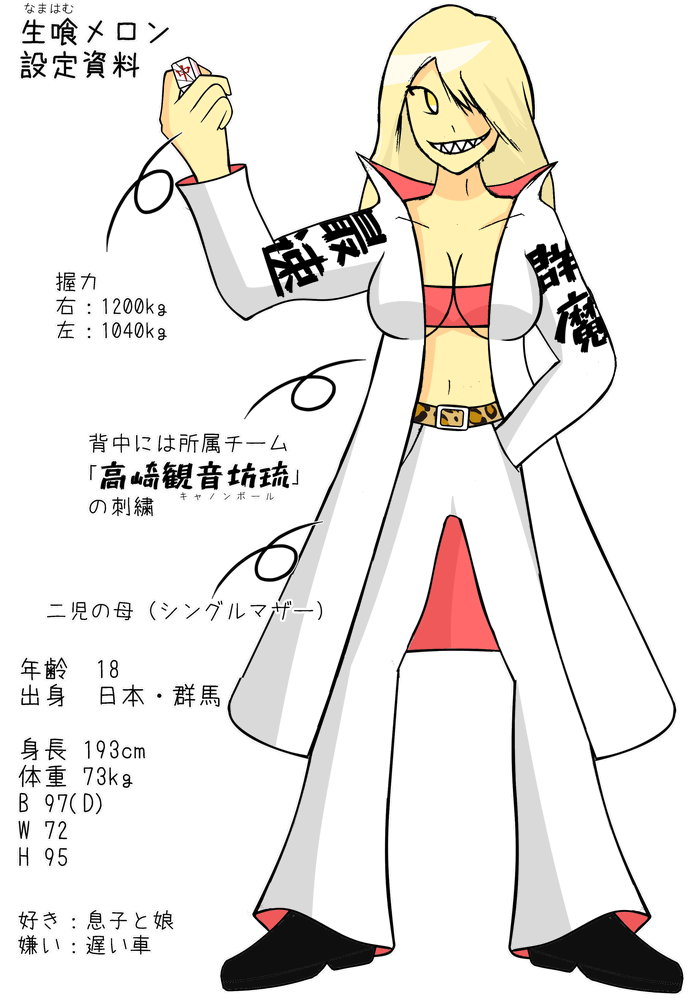 なまはむ
生喰メロン
設定資料
中
最速
群魔
握力
右：1200kg
左：1040kg
背中には所属チーム
「高崎観音坊琉」
キャノンボール
の刺繍
二児の母（シングルマザー）
年齢　18
出身　日本・群馬
身長 193cm
体重 73kg
B 97(D)
W 72
H 95
好き：息子と娘
嫌い：遅い車